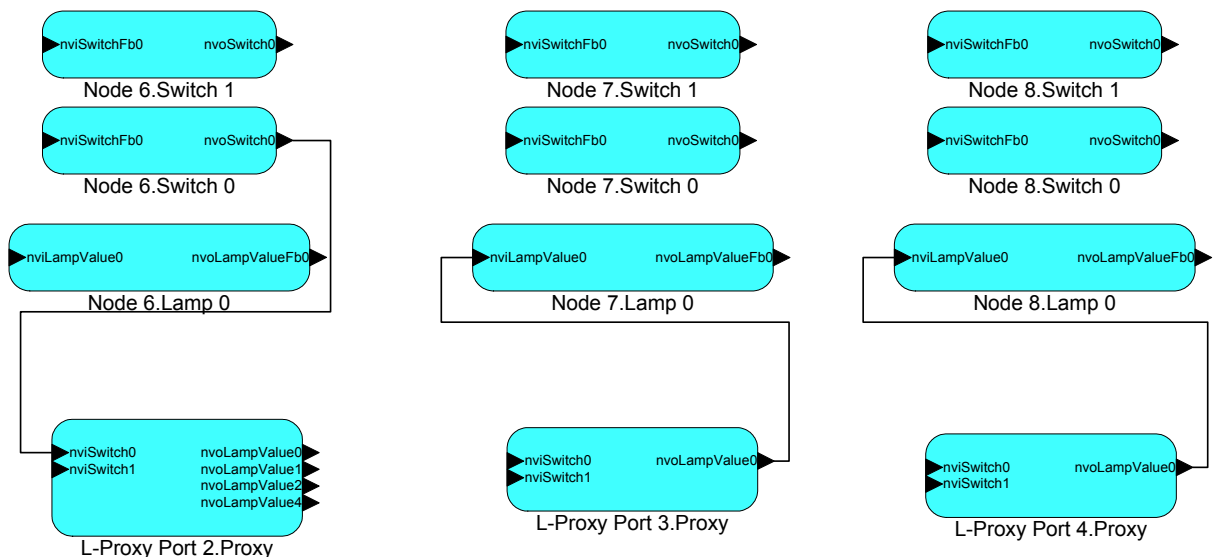 nviSwitchFb0 nvoSwitch0 nviSwitchFb0 nvoSwitch0 nviSwitchFb0 nvoSwitch0
Node 6.Switch 1 Node 7.Switch 1 Node 8.Switch 1
nviSwitchFb0 nvoSwitch0 nviSwitchFb0 nvoSwitch0 nviSwitchFb0 nvoSwitch0
Node 6.Switch 0 Node 7.Switch 0 Node 8.Switch 0
nviLampValue0 nvoLampValueFb0 nviLampValue0 nvoLampValueFb0 nviLampValue0 nvoLampValueFb0
Node 6.Lamp 0 Node 7.Lamp 0 Node 8.Lamp 0
nviSwitch0 nvoLampValue0
nviSwitch1 nvoLampValue1
nvoLampValue2
nvoLampValue4
L-Proxy Port 2.Proxy
nviSwitch0 nvoLampValue0
nviSwitch1
L-Proxy Port 3.Proxy
nviSwitch0 nvoLampValue0
nviSwitch1
L-Proxy Port 4.Proxy